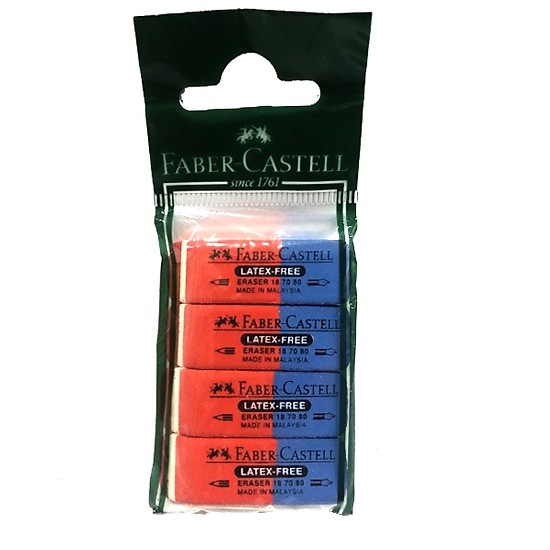 FABER-CASTELL
since 1761
FABER-CASTELL
LATEX-FREE
ERASER 18 70 80
MADE IN MALAYSIA
FABER-CASTELL
LATEX-FREE
ERASER 18 70 80
MADE IN MALAYSIA
FABER-CASTELL
LATEX-FREE
ERASER 18 70 80
MADE IN MALAYSIA
FABER-CASTELL
LATEX-FREE
ERASER 18 70 80
MADE IN MALAYSIA